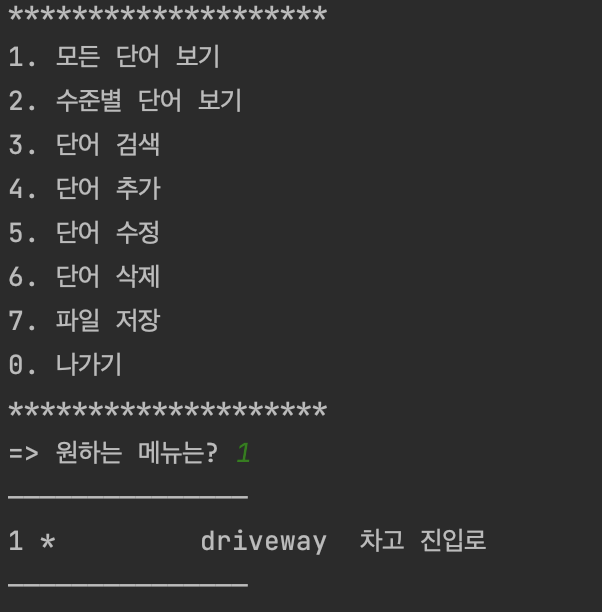 ********************
1. 모든 단어 보기
2. 수준별 단어 보기
3. 단어 검색
4. 단어 추가
5. 단어 수정
6. 단어 삭제
7. 파일 저장
0. 나가기
********************
=> 원하는 메뉴는? 1
_______________
1 *         driveway  차고 진입로
_______________